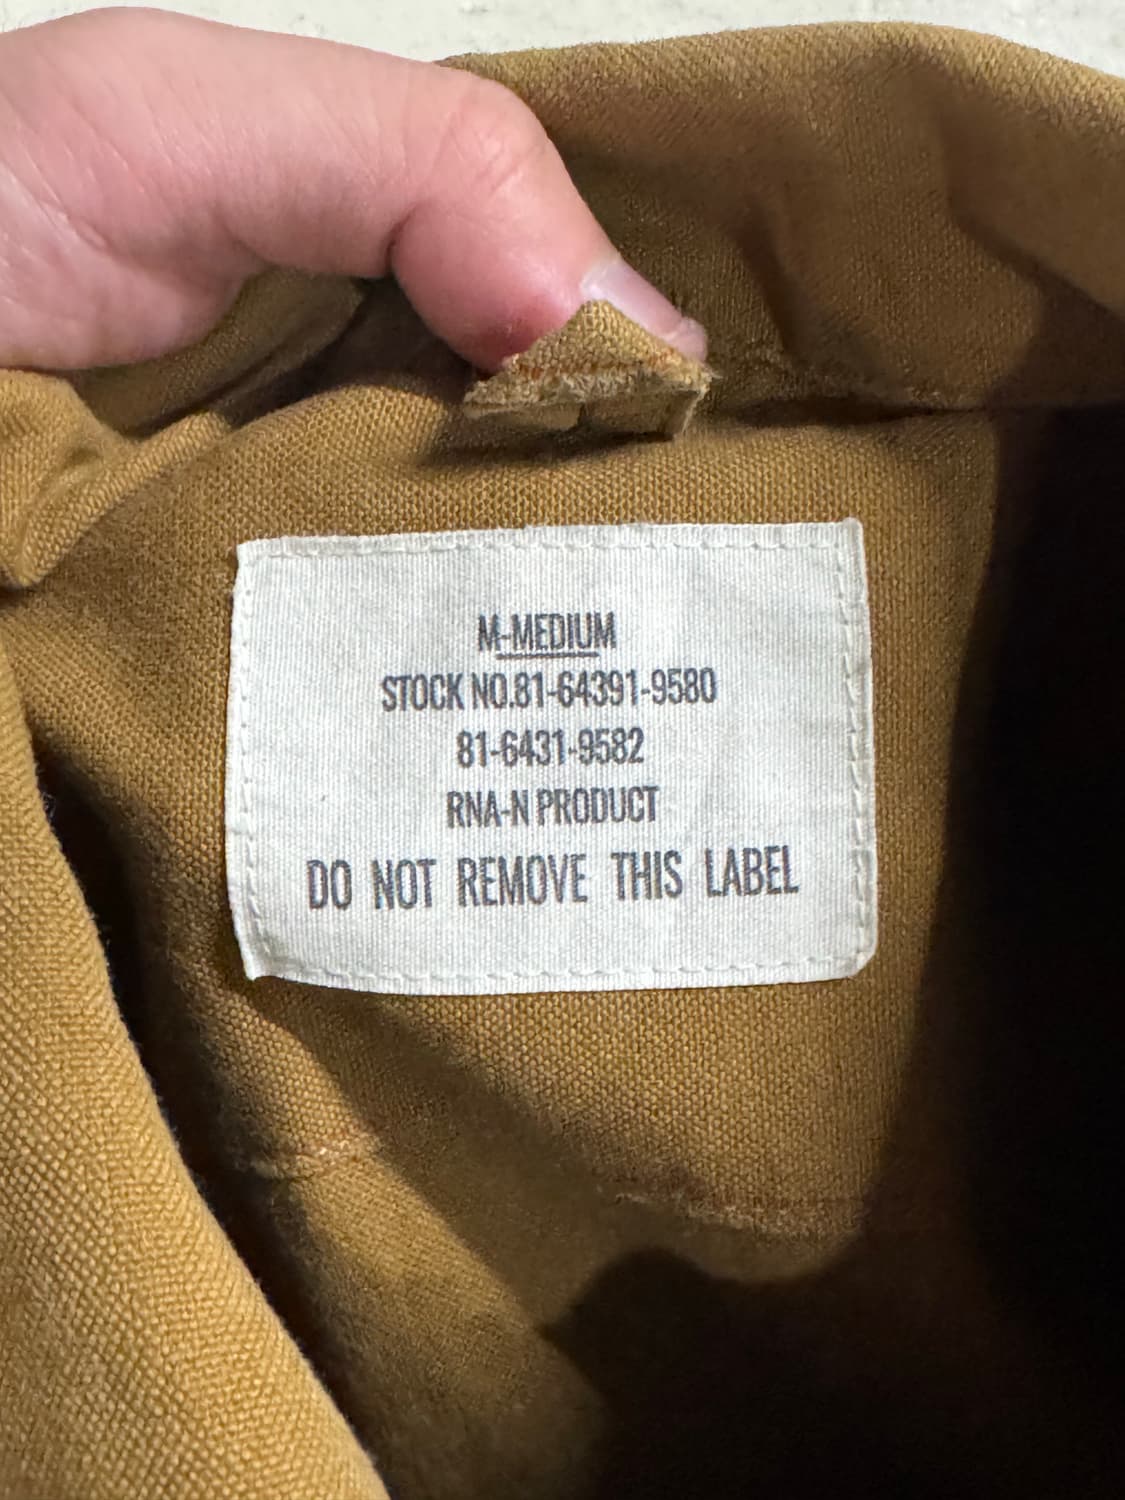 M-MEDIUM
STOCK NO.81-64391-9580
81-6431-9582
RNA-N PRODUCT
DO NOT REMOVE THIS LABEL